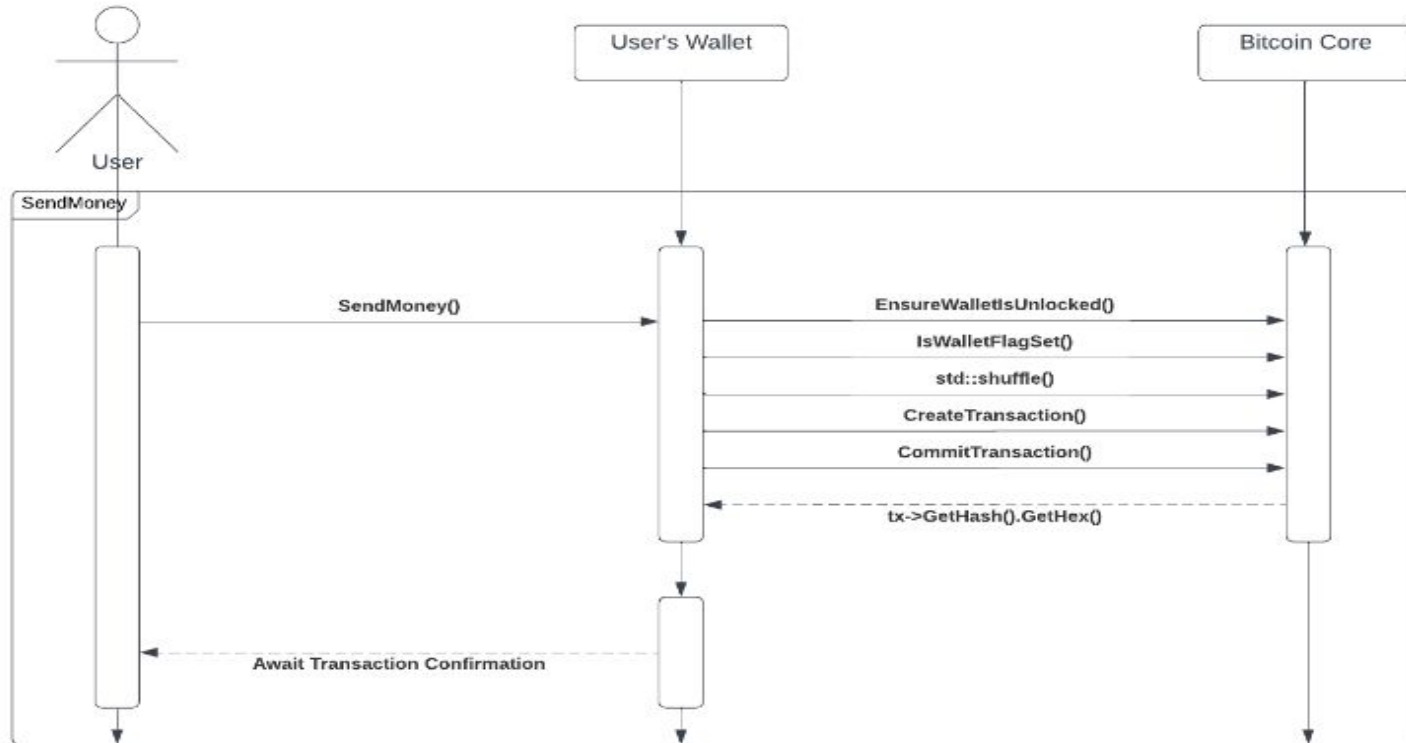 User's Wallet
Bitcoin Core
User
SendMoney
SendMoney()
EnsureWalletIsUnlocked()
IsWalletFlagSet()
std::shuffle()
CreateTransaction()
CommitTransaction()
tx->GetHash().GetHex()
Await Transaction Confirmation